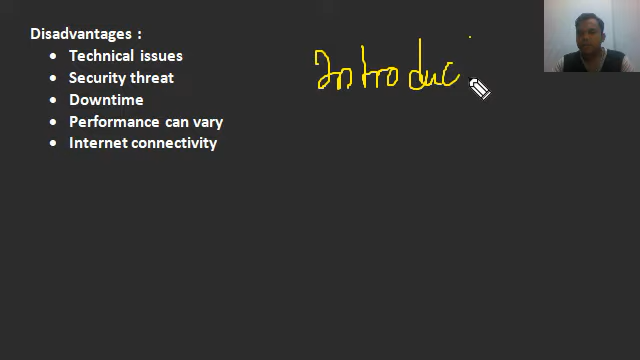 Disadvantages :
• Technical issues
• Security threat
• Downtime
• Performance can vary
• Internet connectivity
Introduc